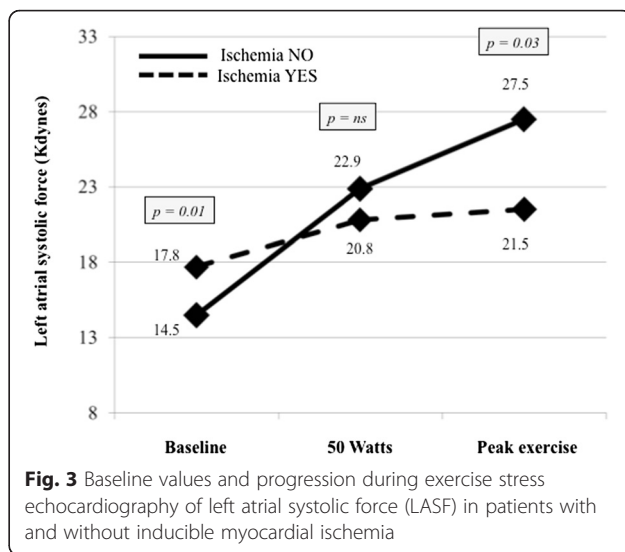 33
28
23
18
13
8
Left atrial systolic force (Kdynes)
Ischemia NO
Ischemia YES
p = 0.03
27.5
p = ns
22.9
p = 0.01
17.8
20.8
21.5
14.5
Baseline 50 Watts Peak exercise
Fig. 3 Baseline values and progression during exercise stress
echocardiography of left atrial systolic force (LASF) in patients with
and without inducible myocardial ischemia